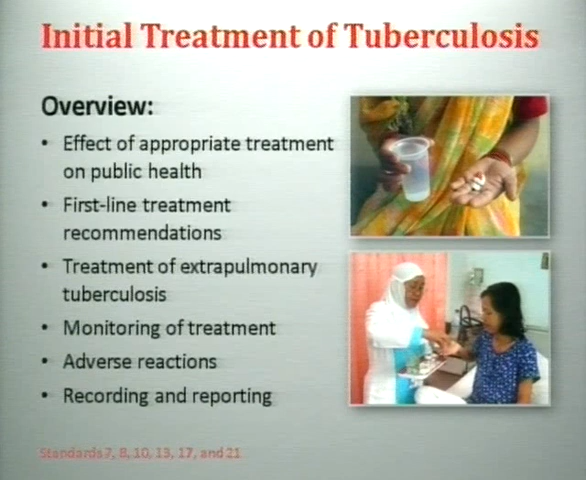 Initial Treatment of Tuberculosis
Overview:
• Effect of appropriate treatment
on public health
• First-line treatment
recommendations
• Treatment of extrapulmonary
tuberculosis
• Monitoring of treatment
• Adverse reactions
• Recording and reporting
Standards 7, 8, 10, 13, 17, and 21